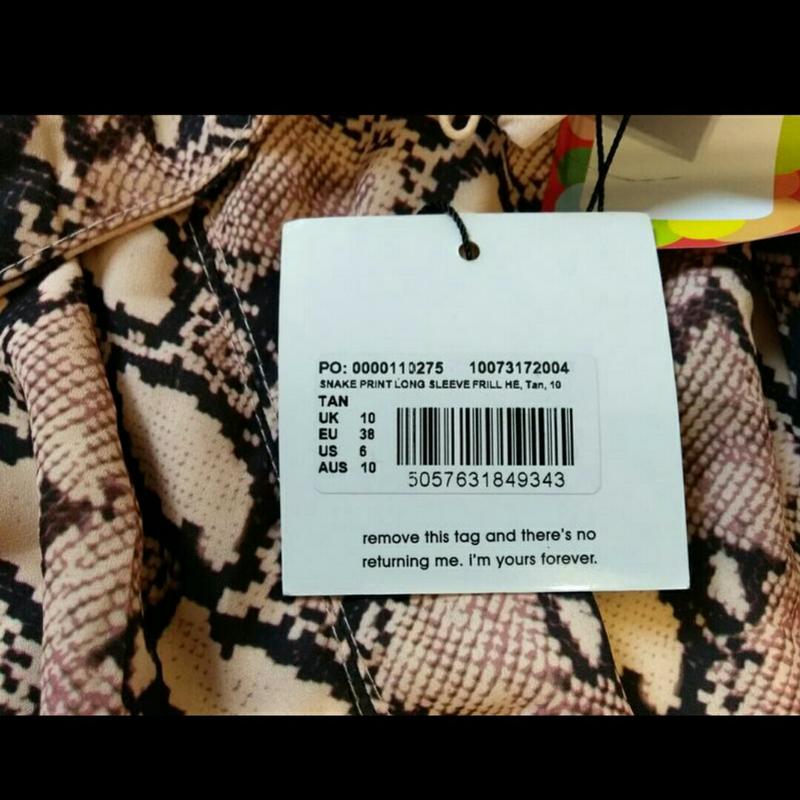 PO: 0000110275 10073172004
SNAKE PRINT LONG SLEEVE FRILL HE, Tan, 10
TAN
UK 10
EU 38
US 6
AUS 10
5057631849343
remove this tag and there's no
returning me. i'm yours forever.